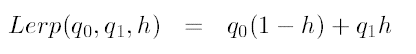 Lerp(q₀, q₁, h) = q₀(1 − h) + q₁h